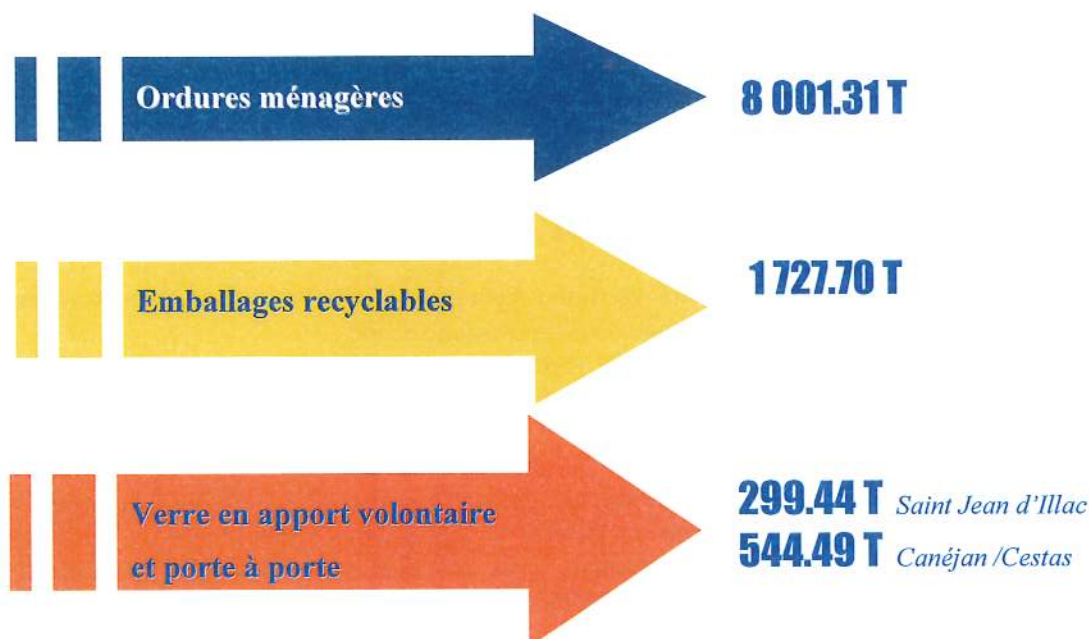 Ordures ménagères
8 001.31 T
Emballages recyclables
1 727.70 T
Verre en apport volontaire
et porte à porte
299.44 T Saint Jean d'Illac
544.49 T Canéjan /Cestas